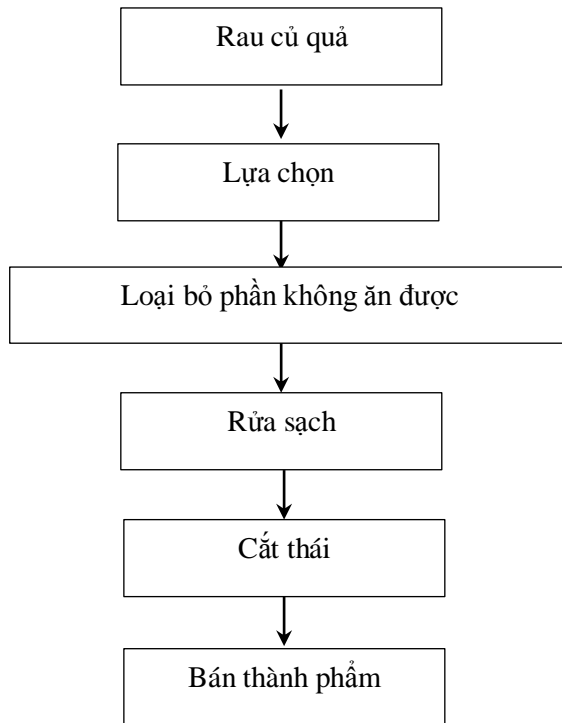 Rau củ quả
Lựa chọn
Loại bỏ phần không ăn được
Rửa sạch
Cắt thái
Bán thành phẩm